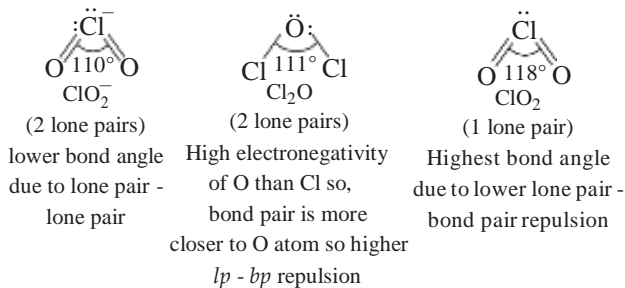 :C̈l⁻
O 110° O
ClO₂⁻
(2 lone pairs)
lower bond angle
due to lone pair -
lone pair
Ö:
Cl 111° Cl
Cl₂O
(2 lone pairs)
High electronegativity
of O than Cl so,
bond pair is more
closer to O atom so higher
lp - bp repulsion
C̈l
O 118° O
ClO₂
(1 lone pair)
Highest bond angle
due to lower lone pair -
bond pair repulsion